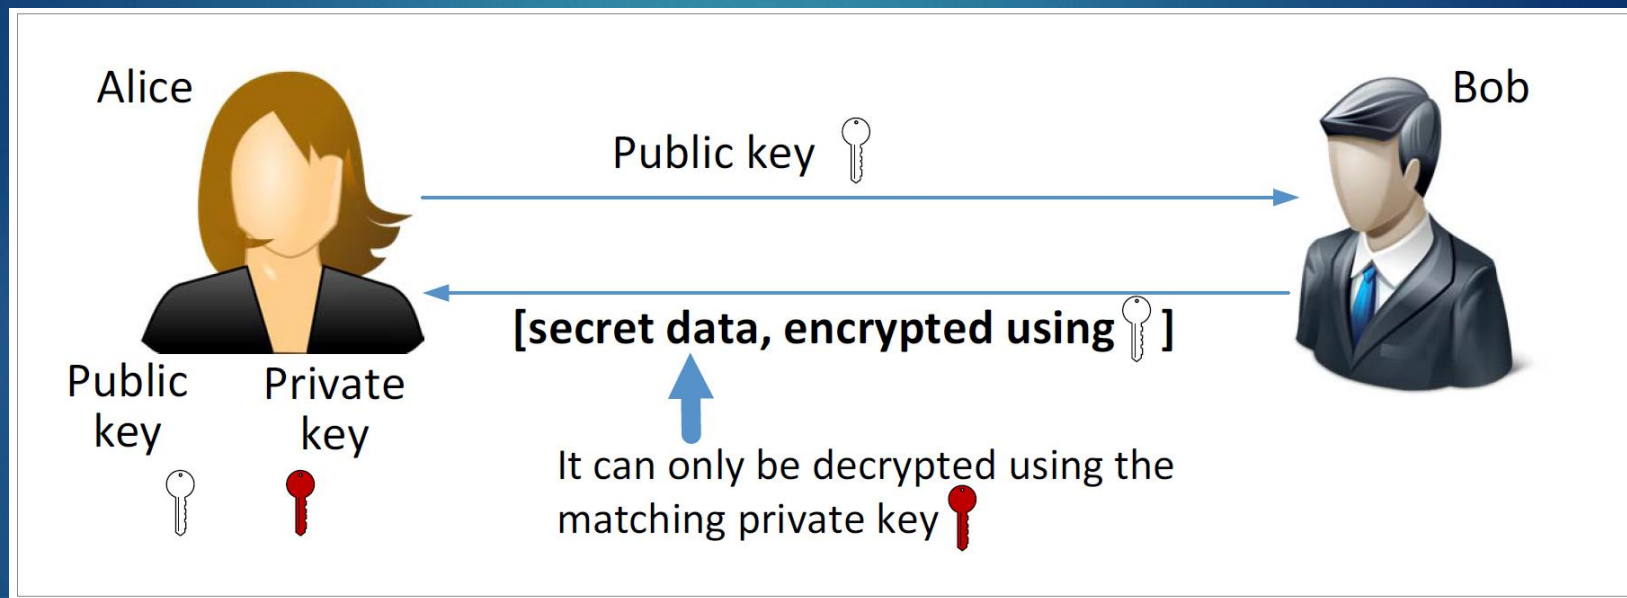 Alice
Bob
Public key
[secret data, encrypted using ]
Public
key
Private
key
It can only be decrypted using the
matching private key